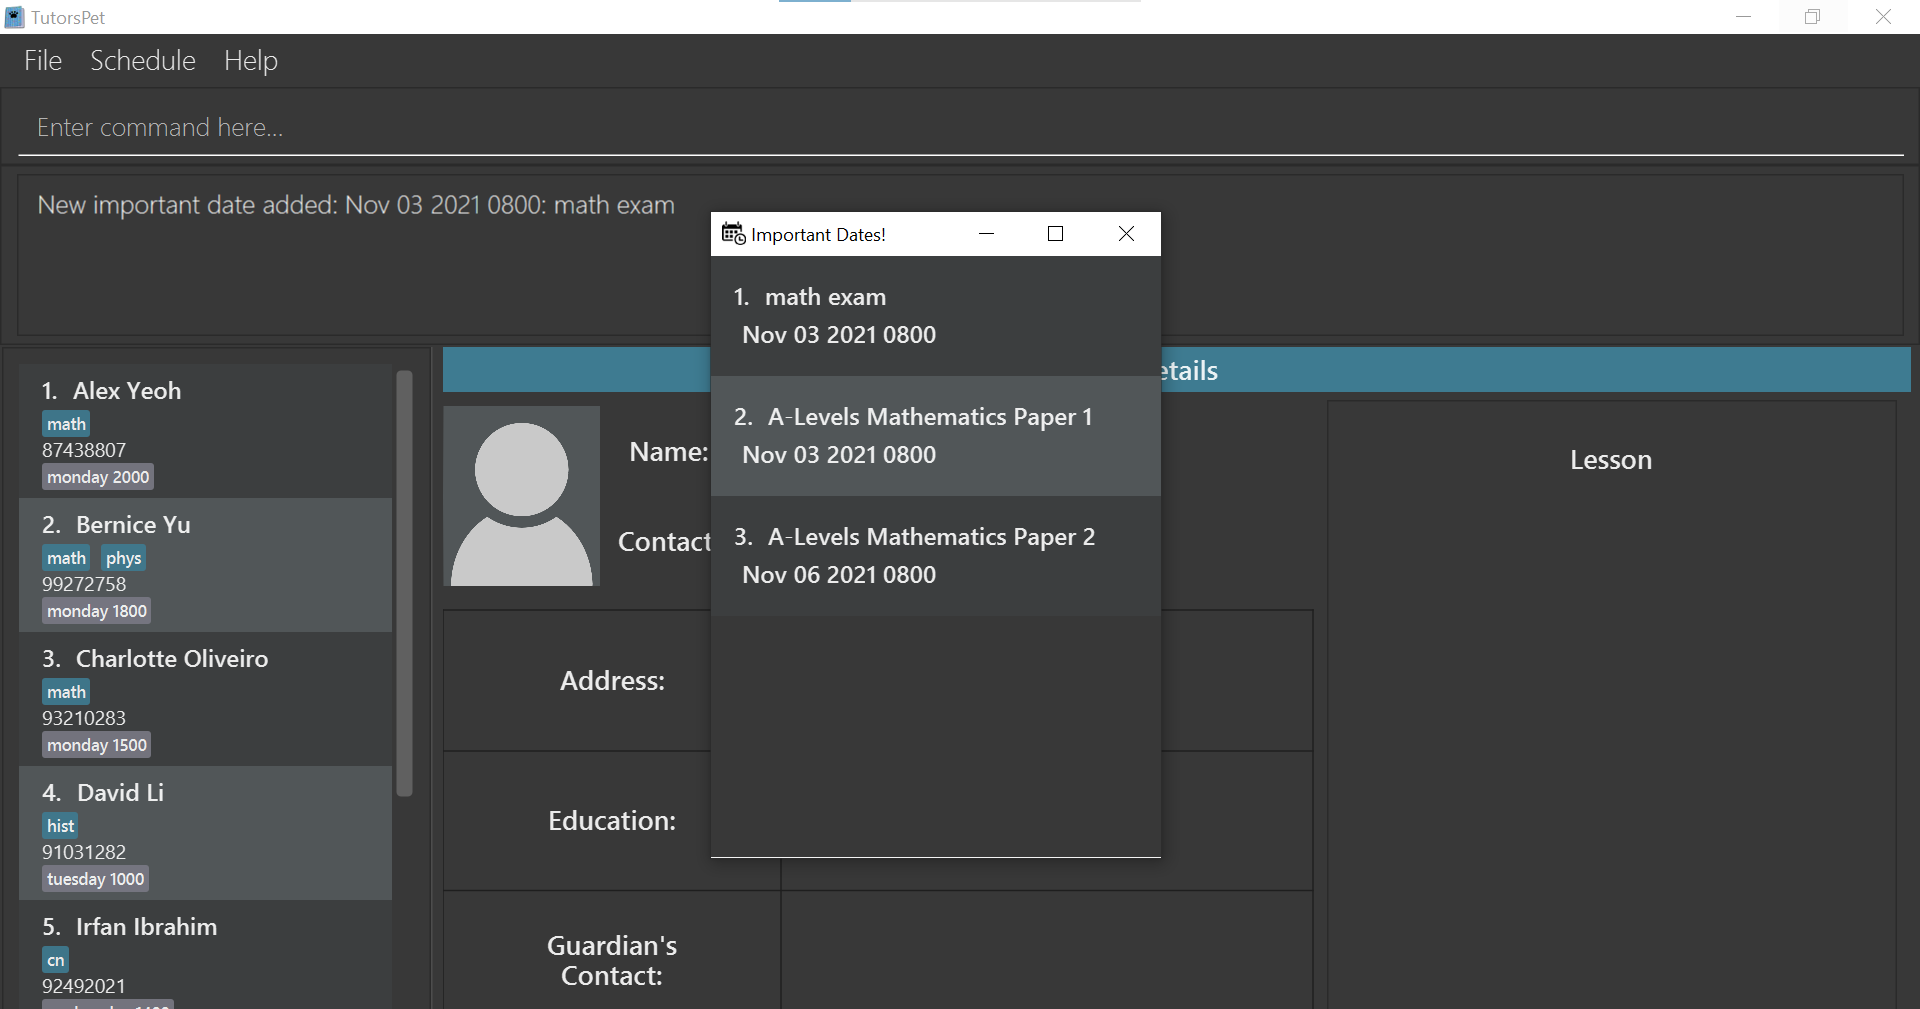 TutorsPet
File Schedule Help
Enter command here...
New important date added: Nov 03 2021 0800: math exam
Important Dates!
1. math exam
Nov 03 2021 0800
2. A-Levels Mathematics Paper 1
Nov 03 2021 0800
3. A-Levels Mathematics Paper 2
Nov 06 2021 0800
1. Alex Yeoh
math
87438807
monday 2000
2. Bernice Yu
math phys
99272758
monday 1800
3. Charlotte Oliveiro
math
93210283
monday 1500
4. David Li
hist
91031282
tuesday 1000
5. Irfan Ibrahim
cn
92492021
etails
Name:
Contact
Address:
Education:
Guardian's
Contact:
Lesson